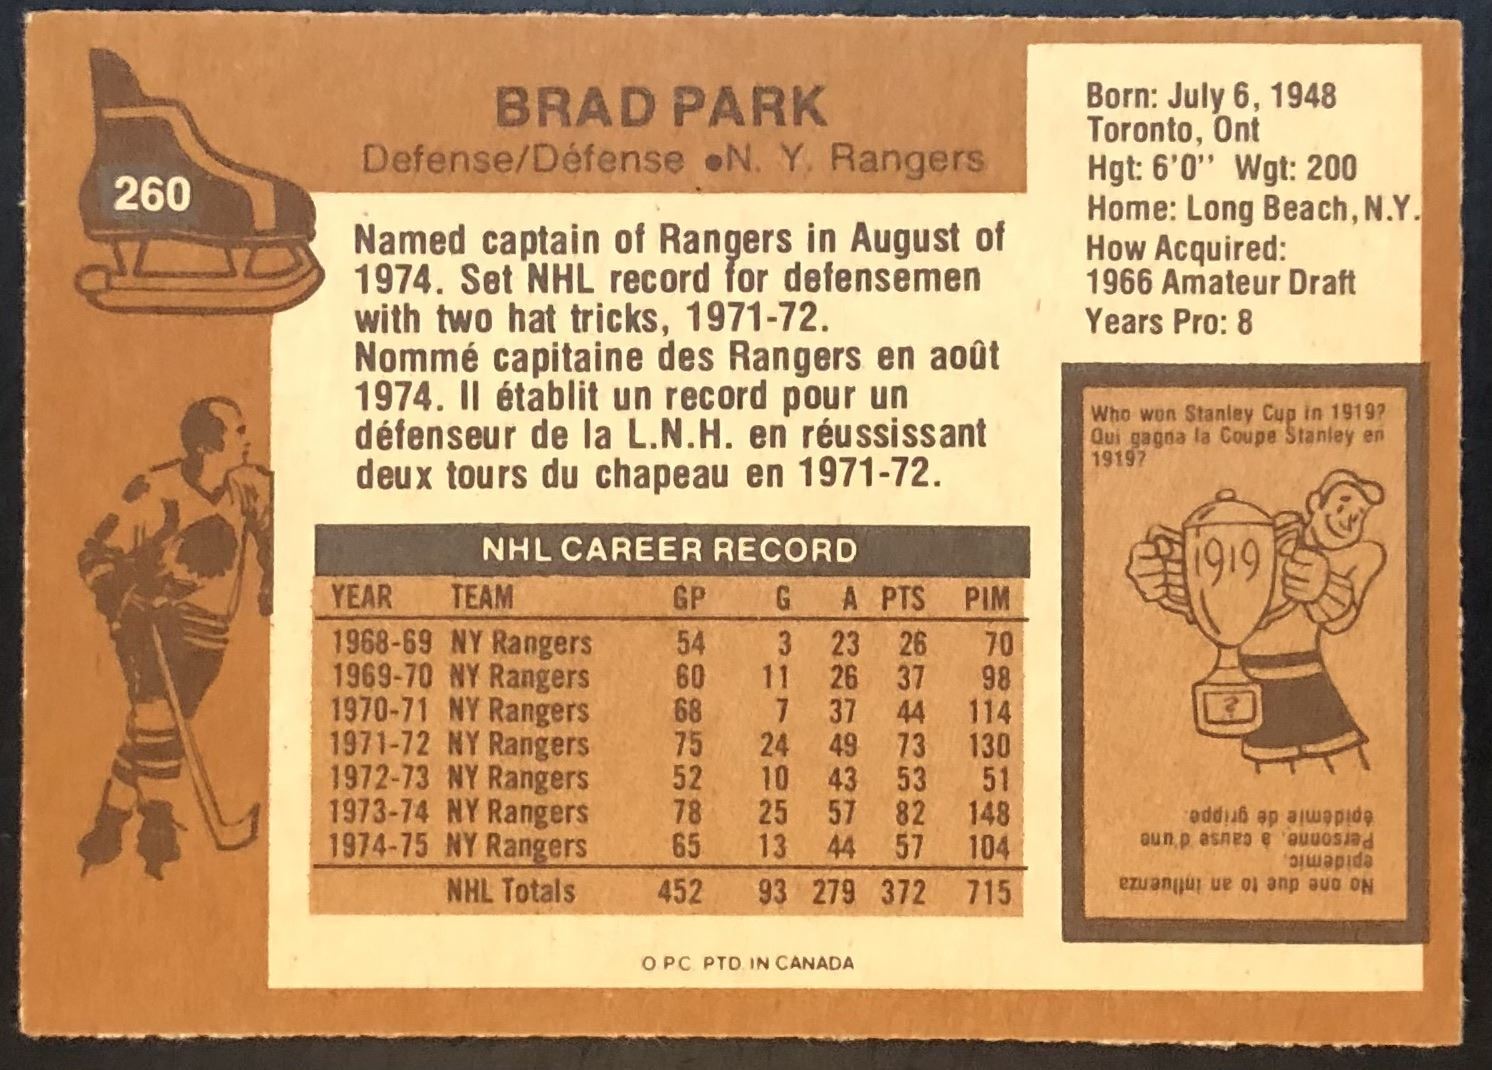 260
BRAD PARK
Defense/Défense • N. Y. Rangers
Born: July 6, 1948
Toronto, Ont
Hgt: 6'0'' Wgt: 200
Home: Long Beach, N.Y.
How Acquired:
1966 Amateur Draft
Years Pro: 8
Named captain of Rangers in August of
1974. Set NHL record for defensemen
with two hat tricks, 1971-72.
Nommé capitaine des Rangers en août
1974. Il établit un record pour un
défenseur de la L.N.H. en réussissant
deux tours du chapeau en 1971-72.
NHL CAREER RECORD
YEAR TEAM GP G A PTS PIM
1968-69 NY Rangers 54 3 23 26 70
1969-70 NY Rangers 60 11 26 37 98
1970-71 NY Rangers 68 7 37 44 114
1971-72 NY Rangers 75 24 49 73 130
1972-73 NY Rangers 52 10 43 53 51
1973-74 NY Rangers 78 25 57 82 148
1974-75 NY Rangers 65 13 44 57 104
NHL Totals 452 93 279 372 715
O P C PTD. IN CANADA
Who won Stanley Cup in 1919?
Qui gagna la Coupe Stanley en
1919?
1919
?
No one due to an influenza
epidemic.
Personne, a cause d'une
épidémie de grippe